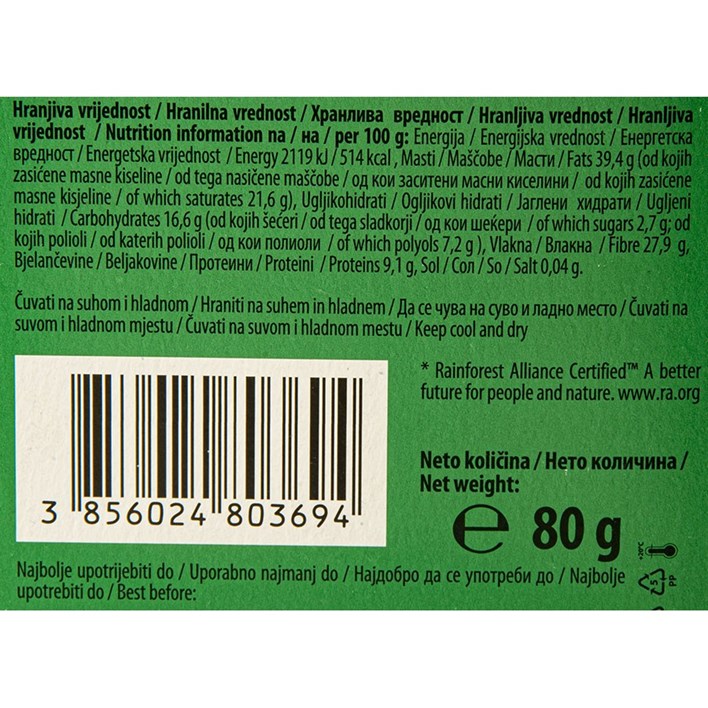 Hranjiva vrijednost / Hranilna vrednost / Хранлива вредност / Hranljiva vrednost / Hranljiva
vrijednost / Nutrition information na / на / per 100 g: Energija / Energijska vrednost / Енергетска
вредност / Energetska vrijednost / Energy 2119 kJ / 514 kcal , Masti / Maščobe / Масти / Fats 39,4 g (od kojih
zasićene masne kiseline / od tega nasičene maščobe / од кои заситени масни киселини / od kojih zasićene
masne kisjeline / of which saturates 21,6 g), Ugljikohidrati / Ogljikovi hidrati / Јаглени хидрати / Ugljeni
hidrati / Carbohydrates 16,6 g (od kojih šećeri / od tega sladkorji / од кои шеќери / of which sugars 2,7 g; od
kojih polioli / od katerih polioli / од кои полиоли / of which polyols 7,2 g ), Vlakna / Влакна / Fibre 27,9 g,
Bjelančevine / Beljakovine / Протеини / Proteini / Proteins 9,1 g, Sol / Сол / So / Salt 0,04 g.
Čuvati na suhom i hladnom / Hraniti na suhem in hladnem / Да се чува на суво и ладно место / Čuvati na
suvom i hladnom mjestu / Čuvati na suvom i hladnom mestu / Keep cool and dry
* Rainforest Alliance Certified™ A better
future for people and nature. www.ra.org
3 856024 803694
Neto količina / Нето количина /
Net weight:
℮ 80 g
+20°C
5
PP
Najbolje upotrijebiti do / Uporabno najmanj do / Најдобро да се употреби до / Najbolje
upotrebiti do / Best before: